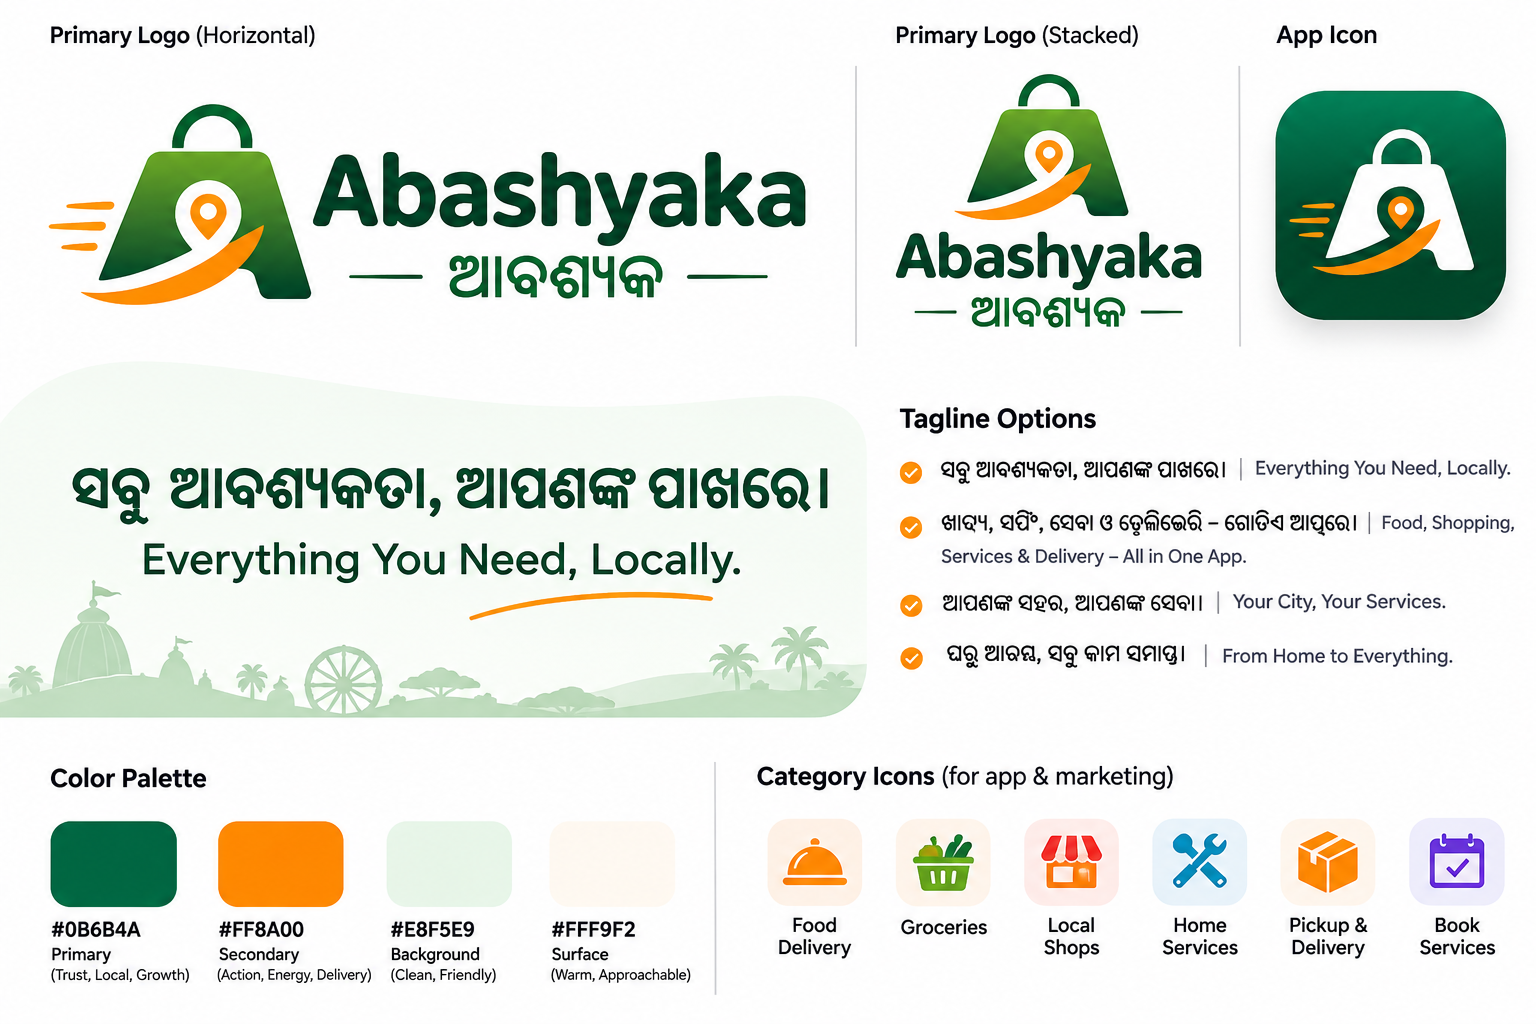 Primary Logo (Horizontal)
Abashyaka
ଆବଶ୍ୟକ
Primary Logo (Stacked)
Abashyaka
ଆବଶ୍ୟକ
App Icon
ସବୁ ଆବଶ୍ୟକତା, ଆପଣଙ୍କ ପାଖରେ।
Everything You Need, Locally.
Tagline Options
ସବୁ ଆବଶ୍ୟକତା, ଆପଣଙ୍କ ପାଖରେ। | Everything You Need, Locally.
ଖାଦ୍ୟ, ସପିଂ, ସେବା ଓ – ଗୋଟିଏ | Food, Shopping,
Services & Delivery – All in One App.
ଆପଣଙ୍କ ସହର, ଆପଣଙ୍କ ସେବା। | Your City, Your Services.
ଘରୁ, ସବୁ କାମ | From Home to Everything.
Color Palette
#0B6B4A
Primary
(Trust, Local, Growth)
#FF8A00
Secondary
(Action, Energy, Delivery)
#E8F5E9
Background
(Clean, Friendly)
#FFF9F2
Surface
(Warm, Approachable)
Category Icons (for app & marketing)
Food
Delivery
Groceries
Local
Shops
Home
Services
Pickup &
Delivery
Book
Services